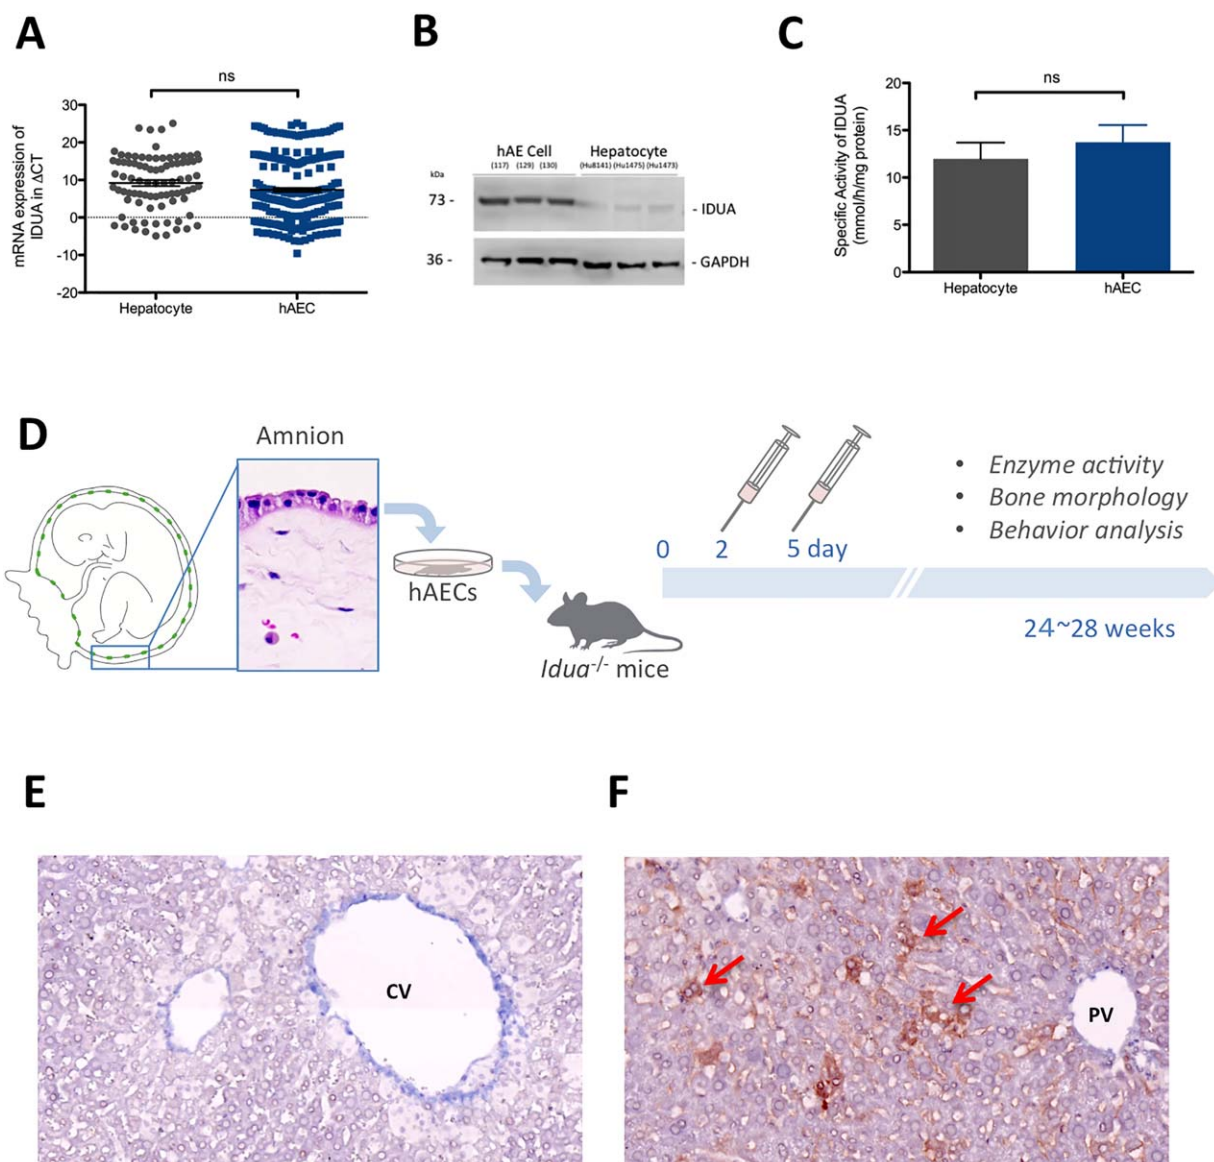 A
ns
mRNA expression of
IDUA in ΔCT
30
20
10
0
-10
-20
Hepatocyte
hAEC
B
hAE Cell
Hepatocyte
(117) (129) (130)
(Hu8141) (Hu1475) (Hu1473)
kDa
73 -
- IDUA
36 -
- GAPDH
C
ns
Specific Activity of IDUA
(mmol/h/mg protein)
20
15
10
5
0
Hepatocyte
hAEC
D
Amnion
hAECs
Idua-/- mice
0
2
5 day
• Enzyme activity
• Bone morphology
• Behavior analysis
24~28 weeks
E
CV
F
PV